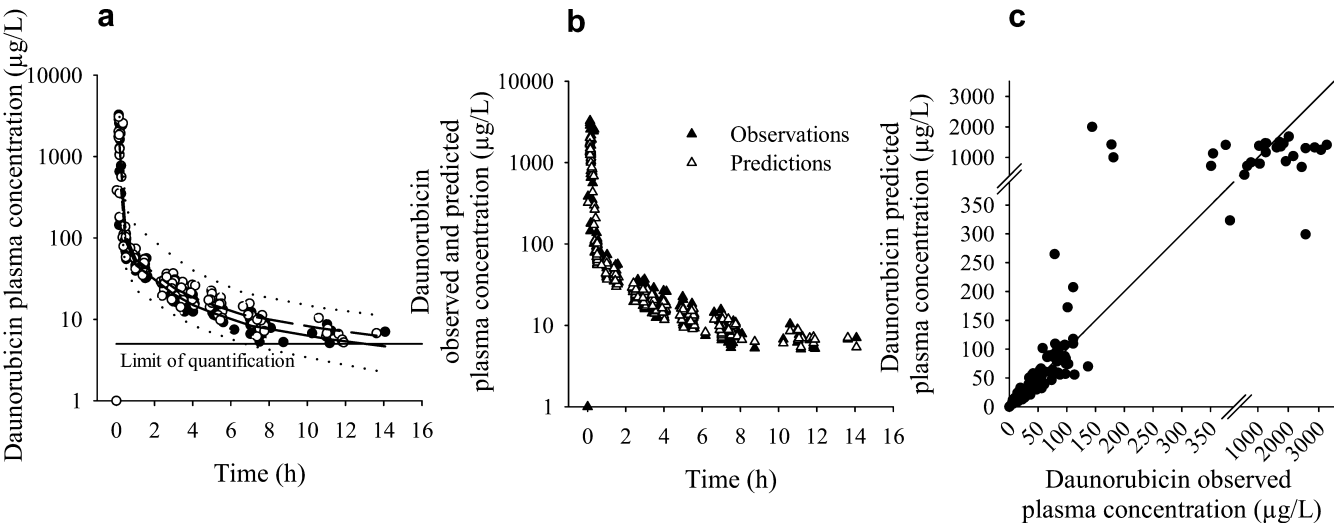 a
Daunorubicin plasma concentration (µg/L)
10000
1000
100
10
1
Limit of quantification
0 2 4 6 8 10 12 14 16
Time (h)
b
Daunorubicin
observed and predicted
plasma concentration (µg/L)
10000
1000
100
10
1
Observations
Predictions
0 2 4 6 8 10 12 14 16
Time (h)
c
Daunorubicin predicted
plasma concentration (µg/L)
3000
2000
1000
350
300
250
200
150
100
50
0
0 50 100 150 200 250 300 350 1000 2000 3000
Daunorubicin observed
plasma concentration (µg/L)